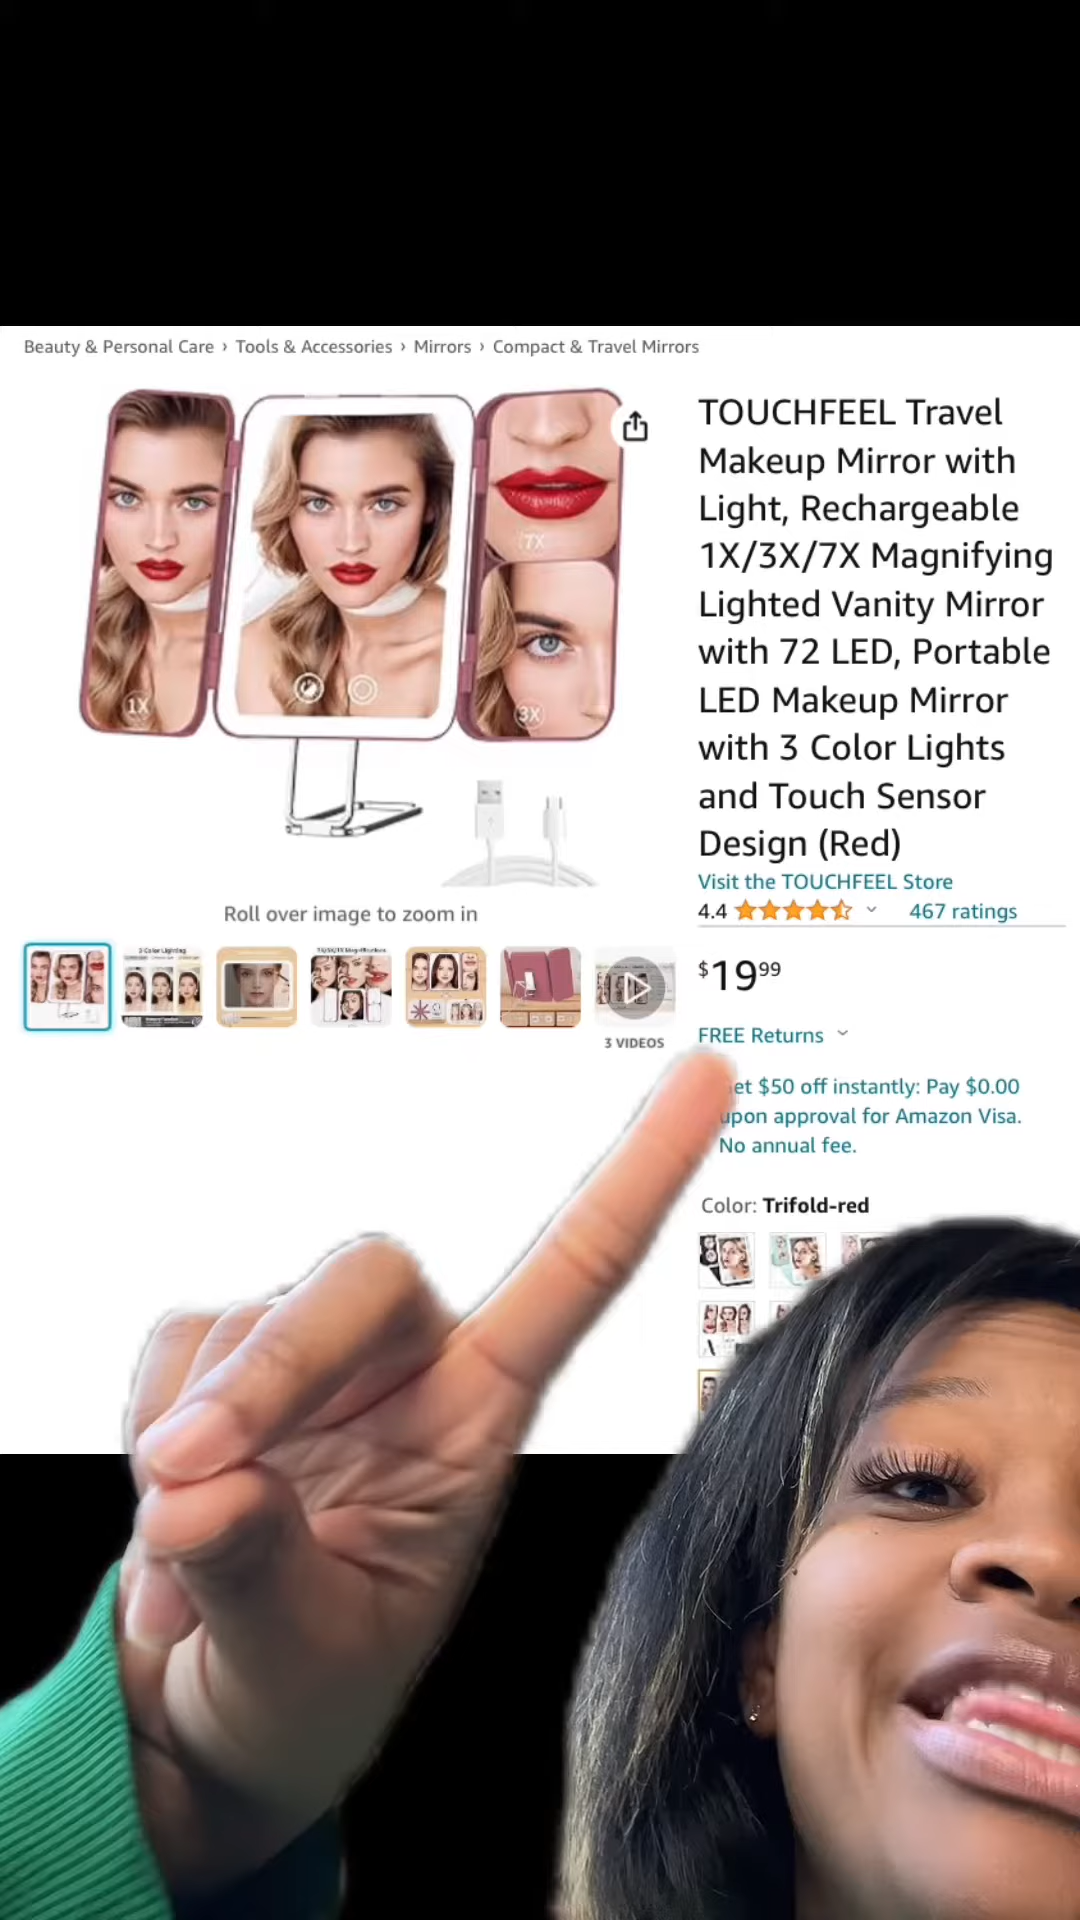 Beauty & Personal Care › Tools & Accessories › Mirrors › Compact & Travel Mirrors
TOUCHFEEL Travel
Makeup Mirror with
Light, Rechargeable
1X/3X/7X Magnifying
Lighted Vanity Mirror
with 72 LED, Portable
LED Makeup Mirror
with 3 Color Lights
and Touch Sensor
Design (Red)
Visit the TOUCHFEEL Store
4.4 467 ratings
$19.99
FREE Returns
et $50 off instantly: Pay $0.00
upon approval for Amazon Visa.
No annual fee.
Color: Trifold-red
1X
7X
3X
Roll over image to zoom in
3 Color Lighting
3 VIDEOS